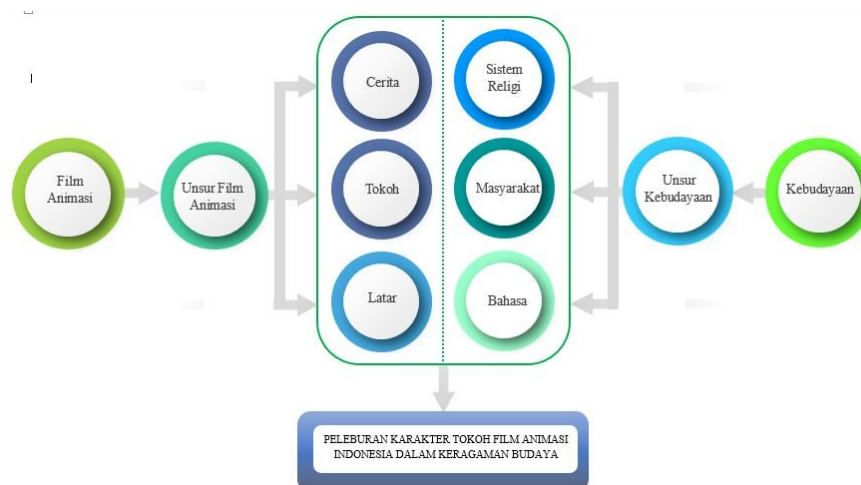 Film
Animasi
Unsur Film
Animasi
Cerita
Tokoh
Latar
Sistem
Religi
Masyarakat
Bahasa
Unsur
Kebudayaan
Kebudayaan
PELEBURAN KARAKTER TOKOH FILM ANIMASI
INDONESIA DALAM KERAGAMAN BUDAYA